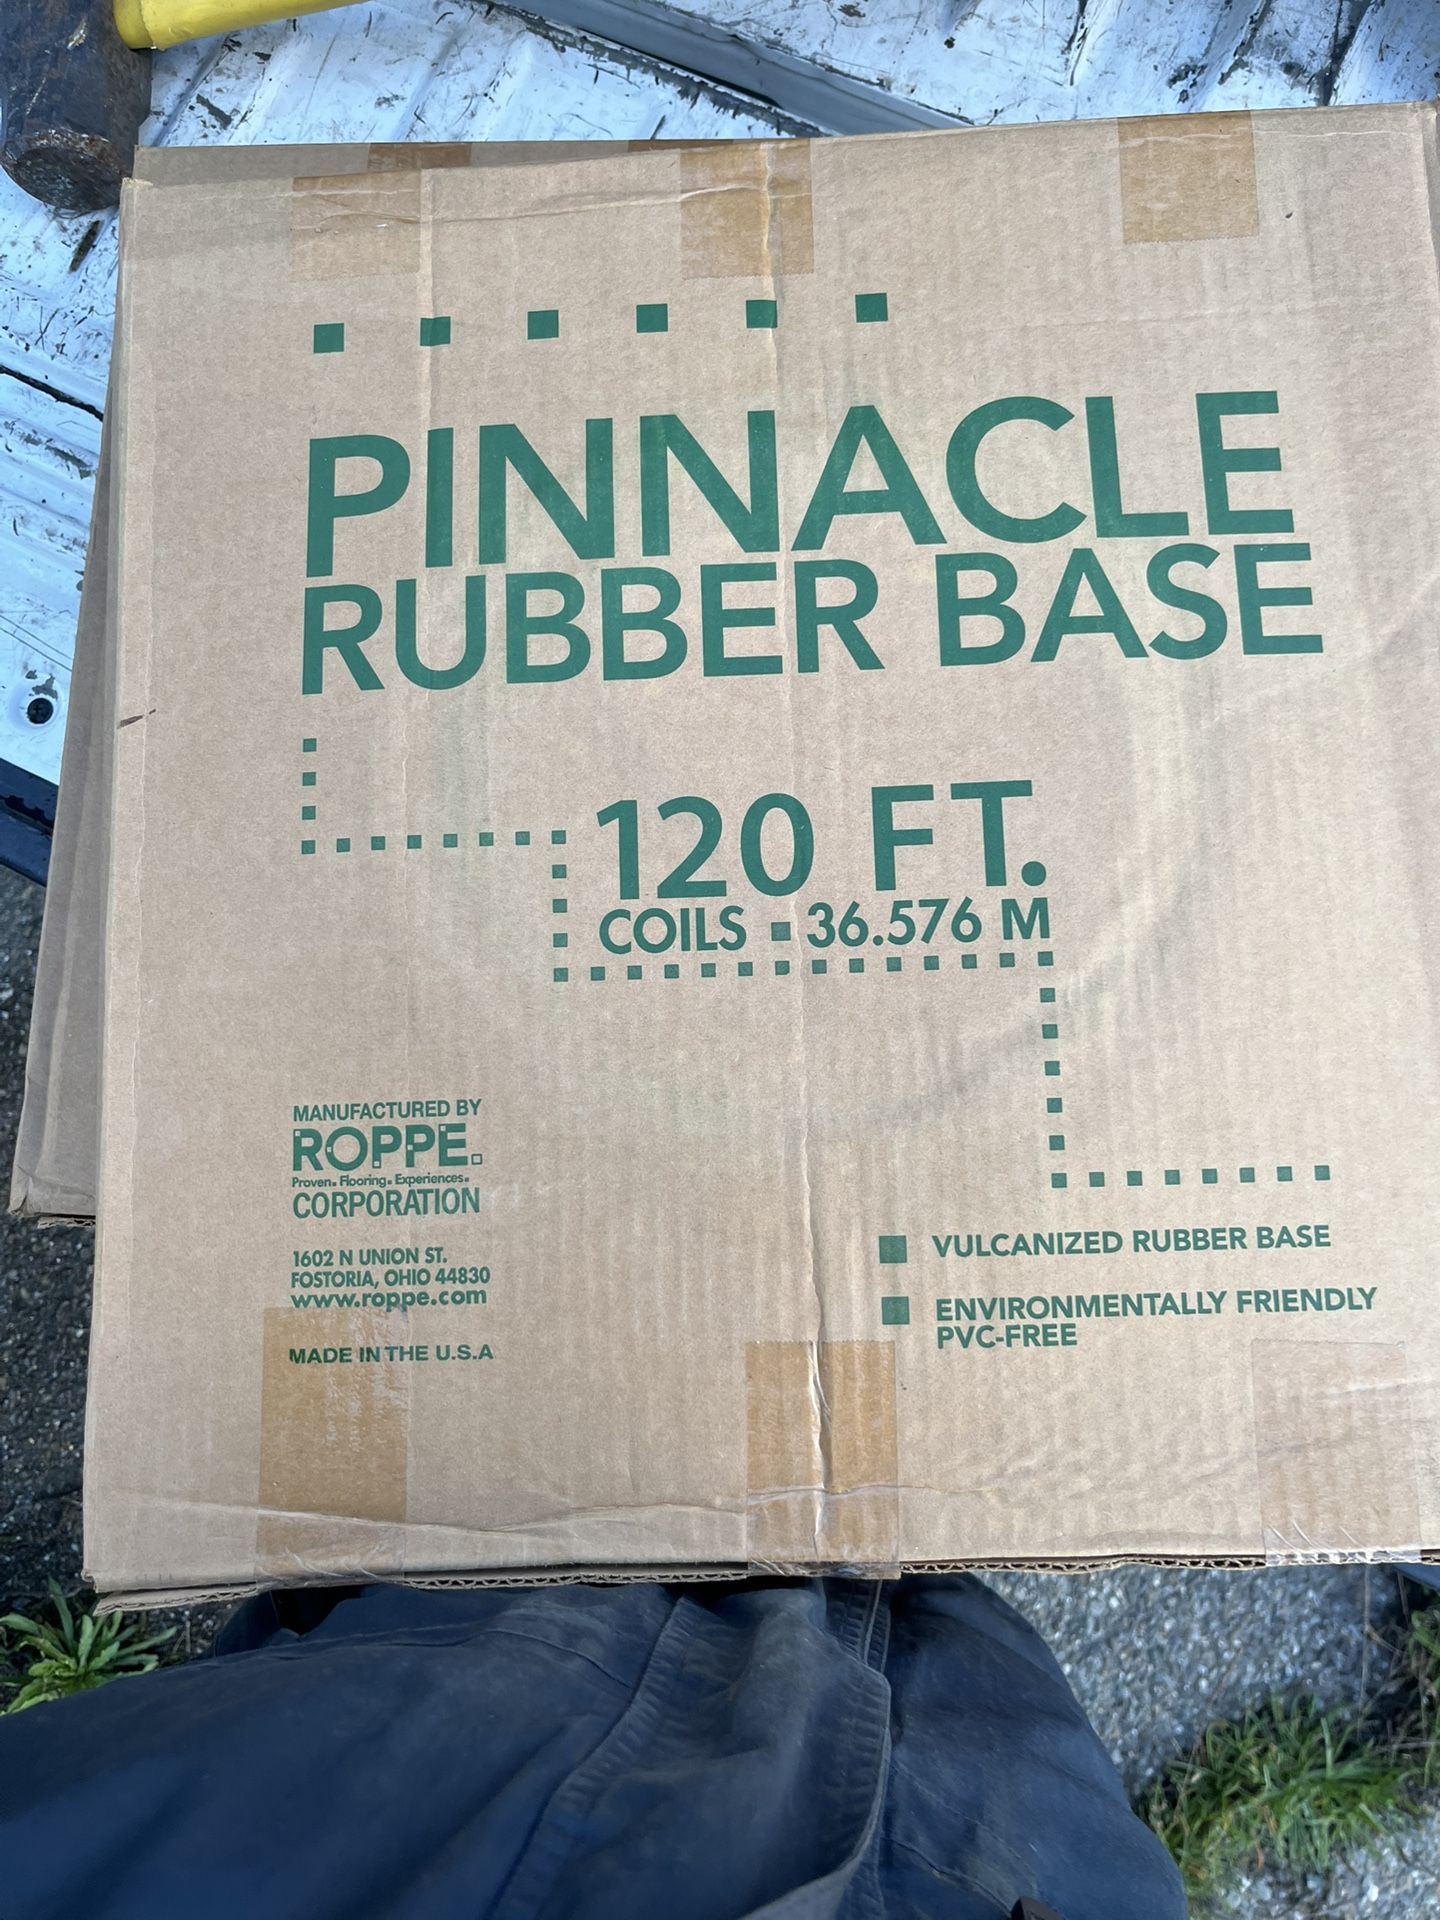 PINNACLE
RUBBER BASE
120 FT.
COILS ▪ 36.576 M
MANUFACTURED BY
ROPPE.
Proven. Flooring. Experiences.
CORPORATION
1602 N UNION ST.
FOSTORIA, OHIO 44830
www.roppe.com
MADE IN THE U.S.A
VULCANIZED RUBBER BASE
ENVIRONMENTALLY FRIENDLY
PVC-FREE